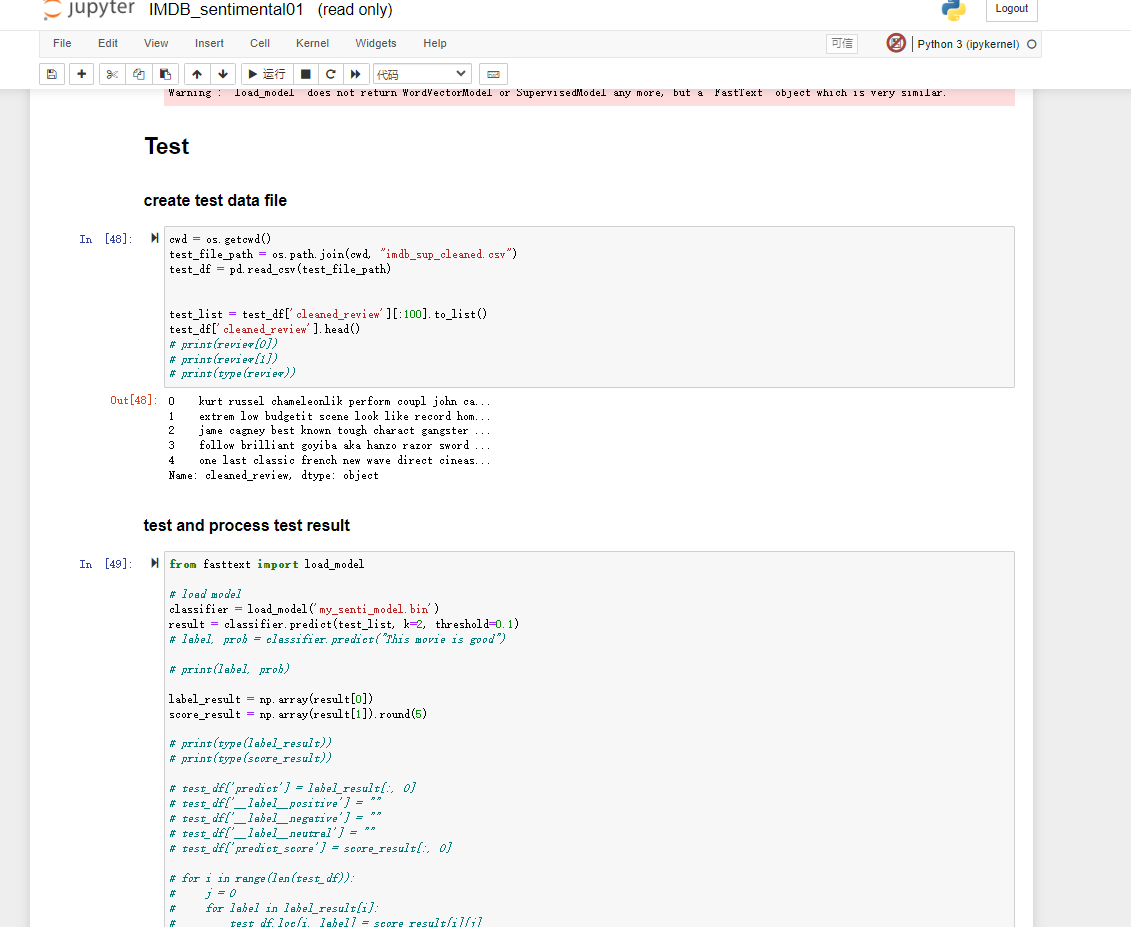 jupyter IMDB_sentimental01 (read only)
Logout
File Edit View Insert Cell Kernel Widgets Help
可信
Python 3 (ipykernel)
运行
代码
Warning : `load_model` does not return WordVectorModel or SupervisedModel any more, but a `FastText` object which is very similar.
Test
create test data file
In [48]:
cwd = os.getcwd()
test_file_path = os.path.join(cwd, "imdb_sup_cleaned.csv")
test_df = pd.read_csv(test_file_path)
test_list = test_df['cleaned_review'][:100].to_list()
test_df['cleaned_review'].head()
# print(review[0])
# print(review[1])
# print(type(review))
Out[48]:
0 kurt russel chameleonlik perform coupl john ca...
1 extrem low budgetit scene look like record hom...
2 jame cagney best known tough charact gangster ...
3 follow brilliant goyiba aka hanzo razor sword ...
4 one last classic french new wave direct cineas...
Name: cleaned_review, dtype: object
test and process test result
In [49]:
from fasttext import load_model
# load model
classifier = load_model('my_senti_model.bin')
result = classifier.predict(test_list, k=2, threshold=0.1)
# label, prob = classifier.predict("This movie is good")
# print(label, prob)
label_result = np.array(result[0])
score_result = np.array(result[1]).round(5)
# print(type(label_result))
# print(type(score_result))
# test_df['predict'] = label_result[:, 0]
# test_df['__label__positive'] = ""
# test_df['__label__negative'] = ""
# test_df['__label__neutral'] = ""
# test_df['predict_score'] = score_result[:, 0]
# for i in range(len(test_df)):
# j = 0
# for label in label_result[i]:
# test_df.loc[i, label] = score_result[i][j]